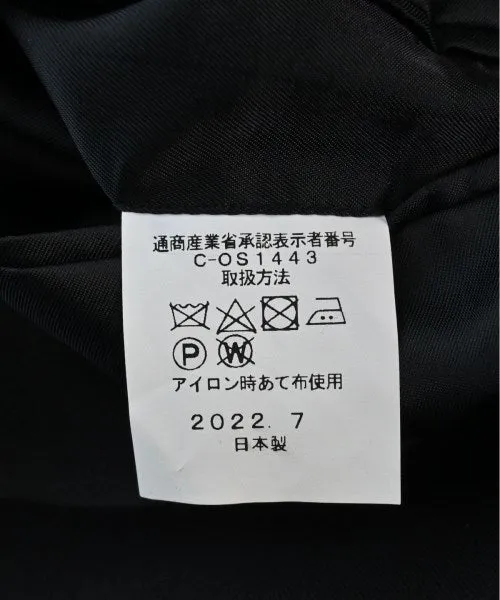 通商産業省承認表示者番号
C-OS1443
取扱方法
P W
アイロン時あて布使用
2022.7
日本製